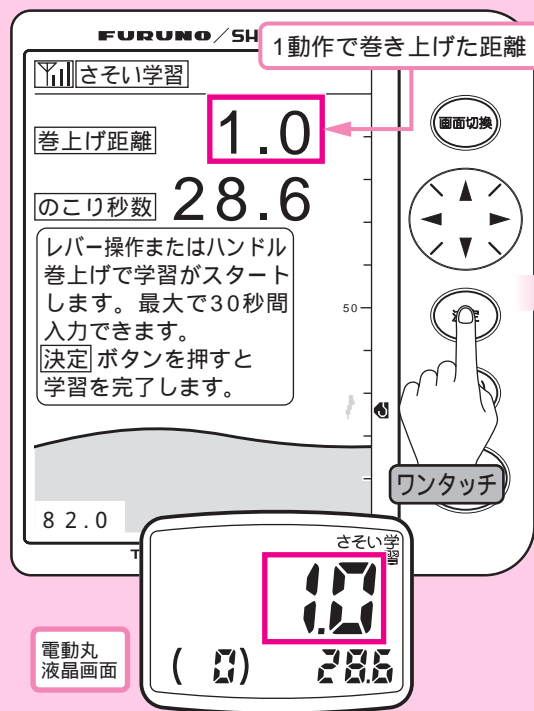 FURUNO/SH
1動作で巻き上げた距離
さそい学習
巻上げ距離
1.0
のこり秒数
28.6
レバー操作またはハンドル
巻上げで学習がスタート
します。最大で30秒間
入力できます。
決定 ボタンを押すと
学習を完了します。
50
82.0
画面切換
ワンタッチ
T
さそい学
習
1.0
( 0)
28.6
電動丸
液晶画面